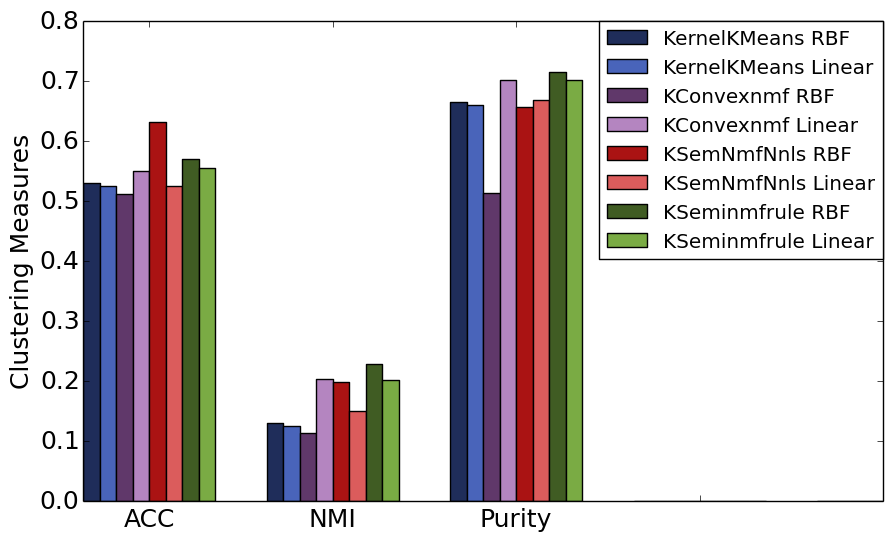 0.8
0.7
0.6
0.5
0.4
0.3
0.2
0.1
0.0
Clustering Measures
ACC
NMI
Purity
KernelKMeans RBF
KernelKMeans Linear
KConvexnmf RBF
KConvexnmf Linear
KSemNmfNnls RBF
KSemNmfNnls Linear
KSeminmfrule RBF
KSeminmfrule Linear